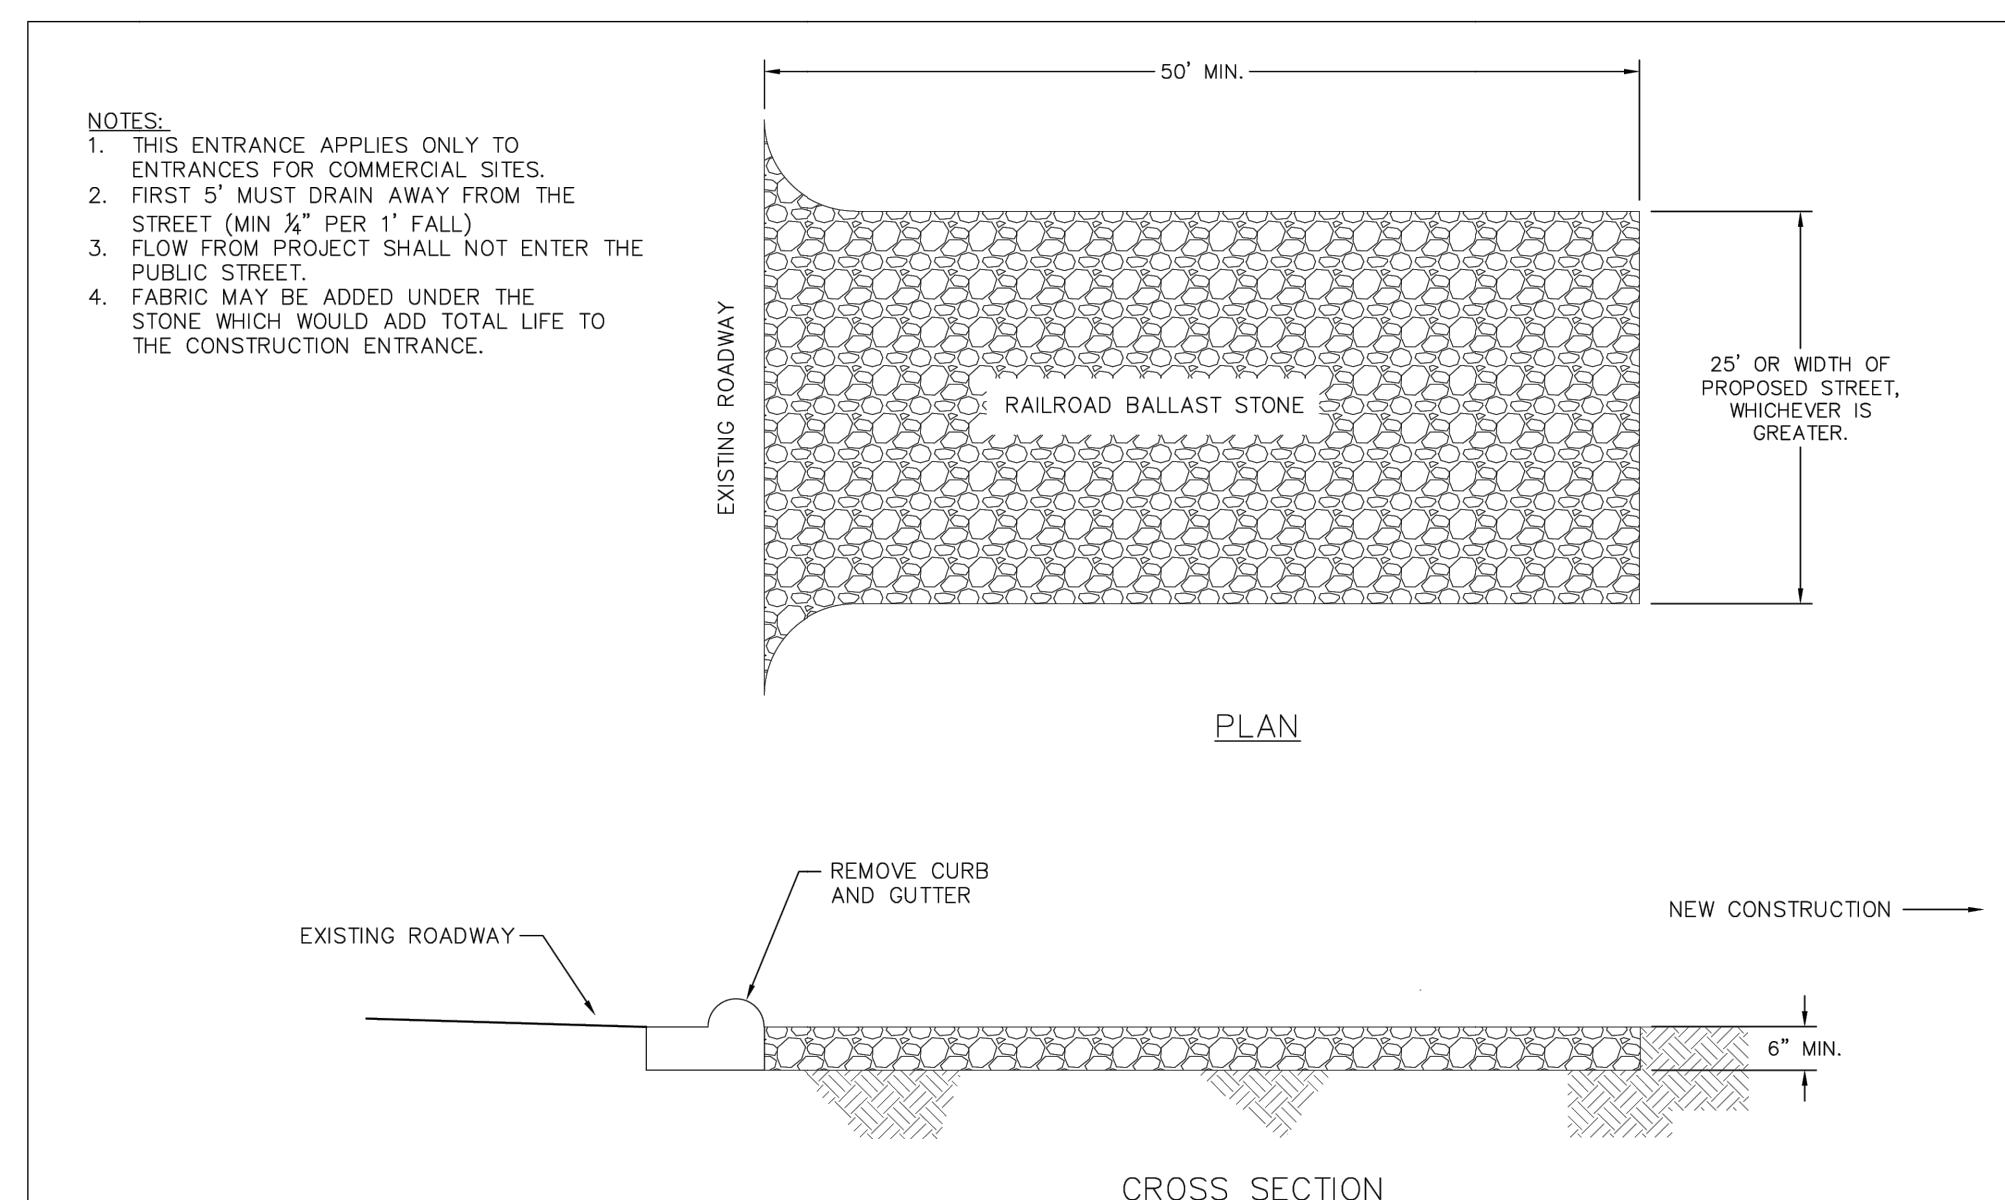 50' MIN.
NOTES:
1. THIS ENTRANCE APPLIES ONLY TO
ENTRANCES FOR COMMERCIAL SITES.
2. FIRST 5' MUST DRAIN AWAY FROM THE
STREET (MIN ¼" PER 1' FALL)
3. FLOW FROM PROJECT SHALL NOT ENTER THE
PUBLIC STREET.
4. FABRIC MAY BE ADDED UNDER THE
STONE WHICH WOULD ADD TOTAL LIFE TO
THE CONSTRUCTION ENTRANCE.
EXISTING ROADWAY
RAILROAD BALLAST STONE
25' OR WIDTH OF
PROPOSED STREET,
WHICHEVER IS
GREATER.
PLAN
REMOVE CURB
AND GUTTER
NEW CONSTRUCTION
EXISTING ROADWAY
6" MIN.
CROSS SECTION